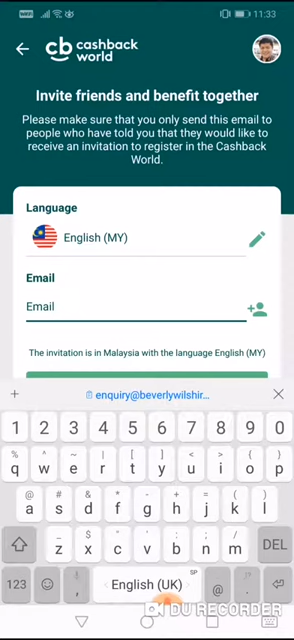 11:33
cb cashback
world
Invite friends and benefit together
Please make sure that you only send this email to
people who have told you that they would like to
receive an invitation to register in the Cashback
World.
Language
English (MY)
Email
Email
The invitation is in Malaysia with the language English (MY)
+ enquiry@beverlywilshir...
1 2 3 4 5 6 7 8 9 0
q w e r t y u i o p
a s d f g h j k l
z x c v b n m DEL
123 , English (UK) SP @ .
DU RECORDER